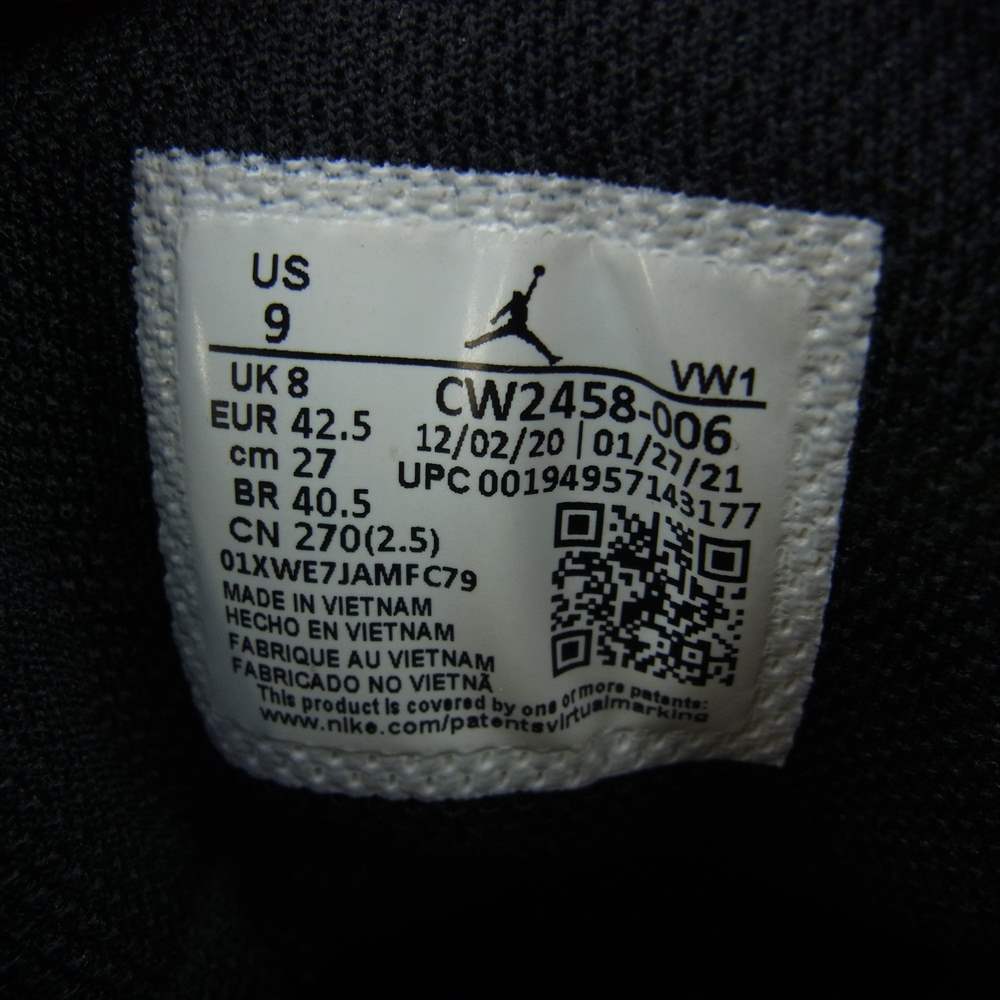 US
9
VW1
UK 8
CW2458-006
EUR 42.5
12/02/20 | 01/27/21
cm 27
UPC 00194957143177
BR 40.5
CN 270(2.5)
01XWE7JAMFC79
MADE IN VIETNAM
HECHO EN VIETNAM
FABRIQUE AU VIETNAM
FABRICADO NO VIETNÃ
This product is covered by one or more patents:
www.nike.com/patentsvirtualmarking